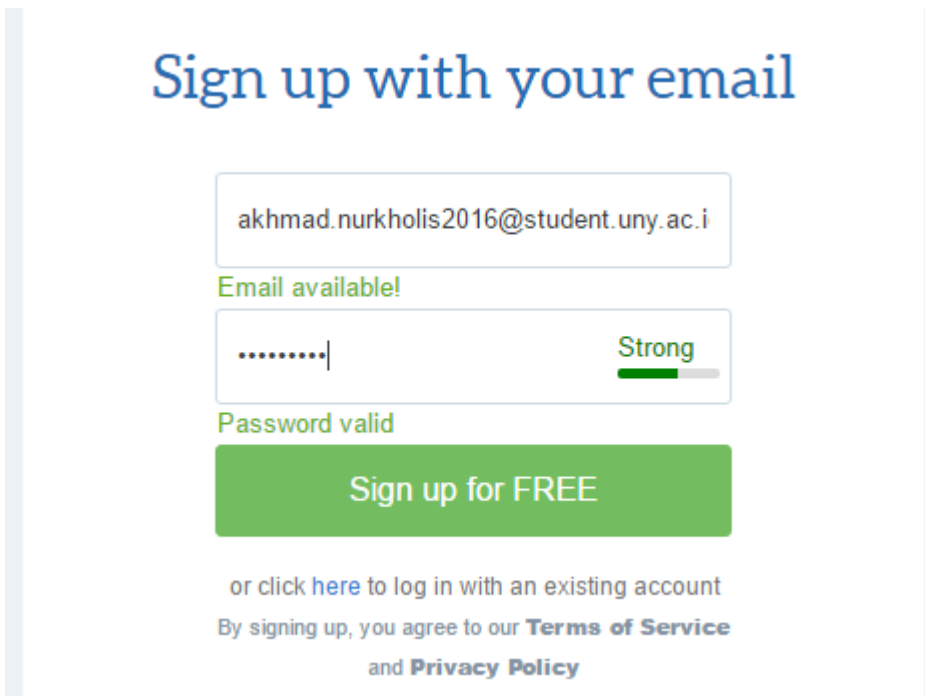 Sign up with your email
akhmad.nurkholis2016@student.uny.ac.i
Email available!
•••••••••
Strong
Password valid
Sign up for FREE
or click here to log in with an existing account
By signing up, you agree to our Terms of Service
and Privacy Policy